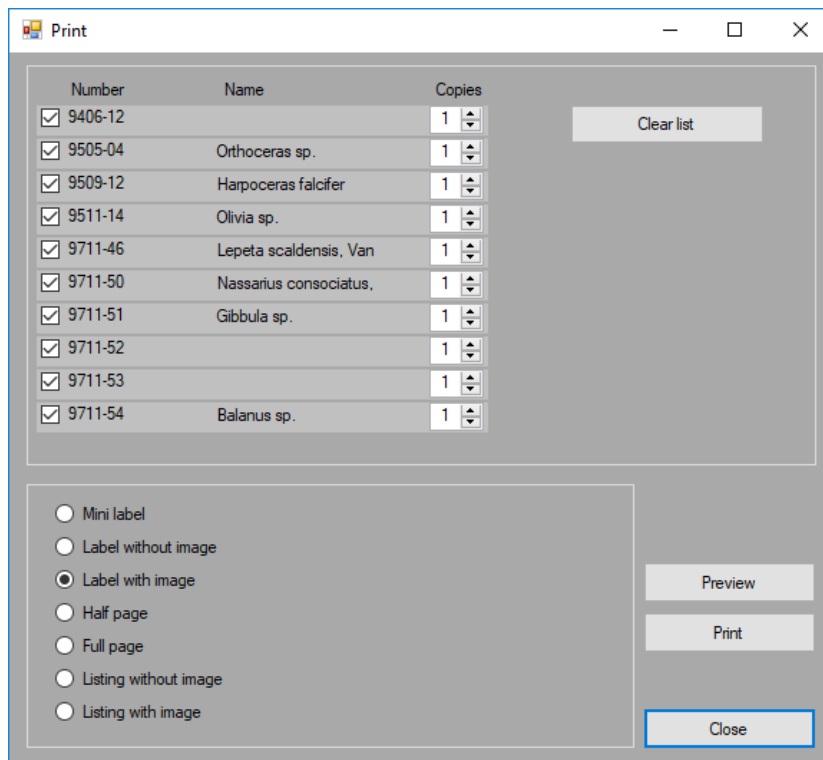 Print
Number Name Copies
9406-12 1
Clear list
9505-04 Orthoceras sp. 1
9509-12 Harpoceras falcifer 1
9511-14 Olivia sp. 1
9711-46 Lepeta scaldensis, Van 1
9711-50 Nassarius consociatus, 1
9711-51 Gibbula sp. 1
9711-52 1
9711-53 1
9711-54 Balanus sp. 1
Mini label
Label without image
Label with image
Half page
Full page
Listing without image
Listing with image
Preview
Print
Close